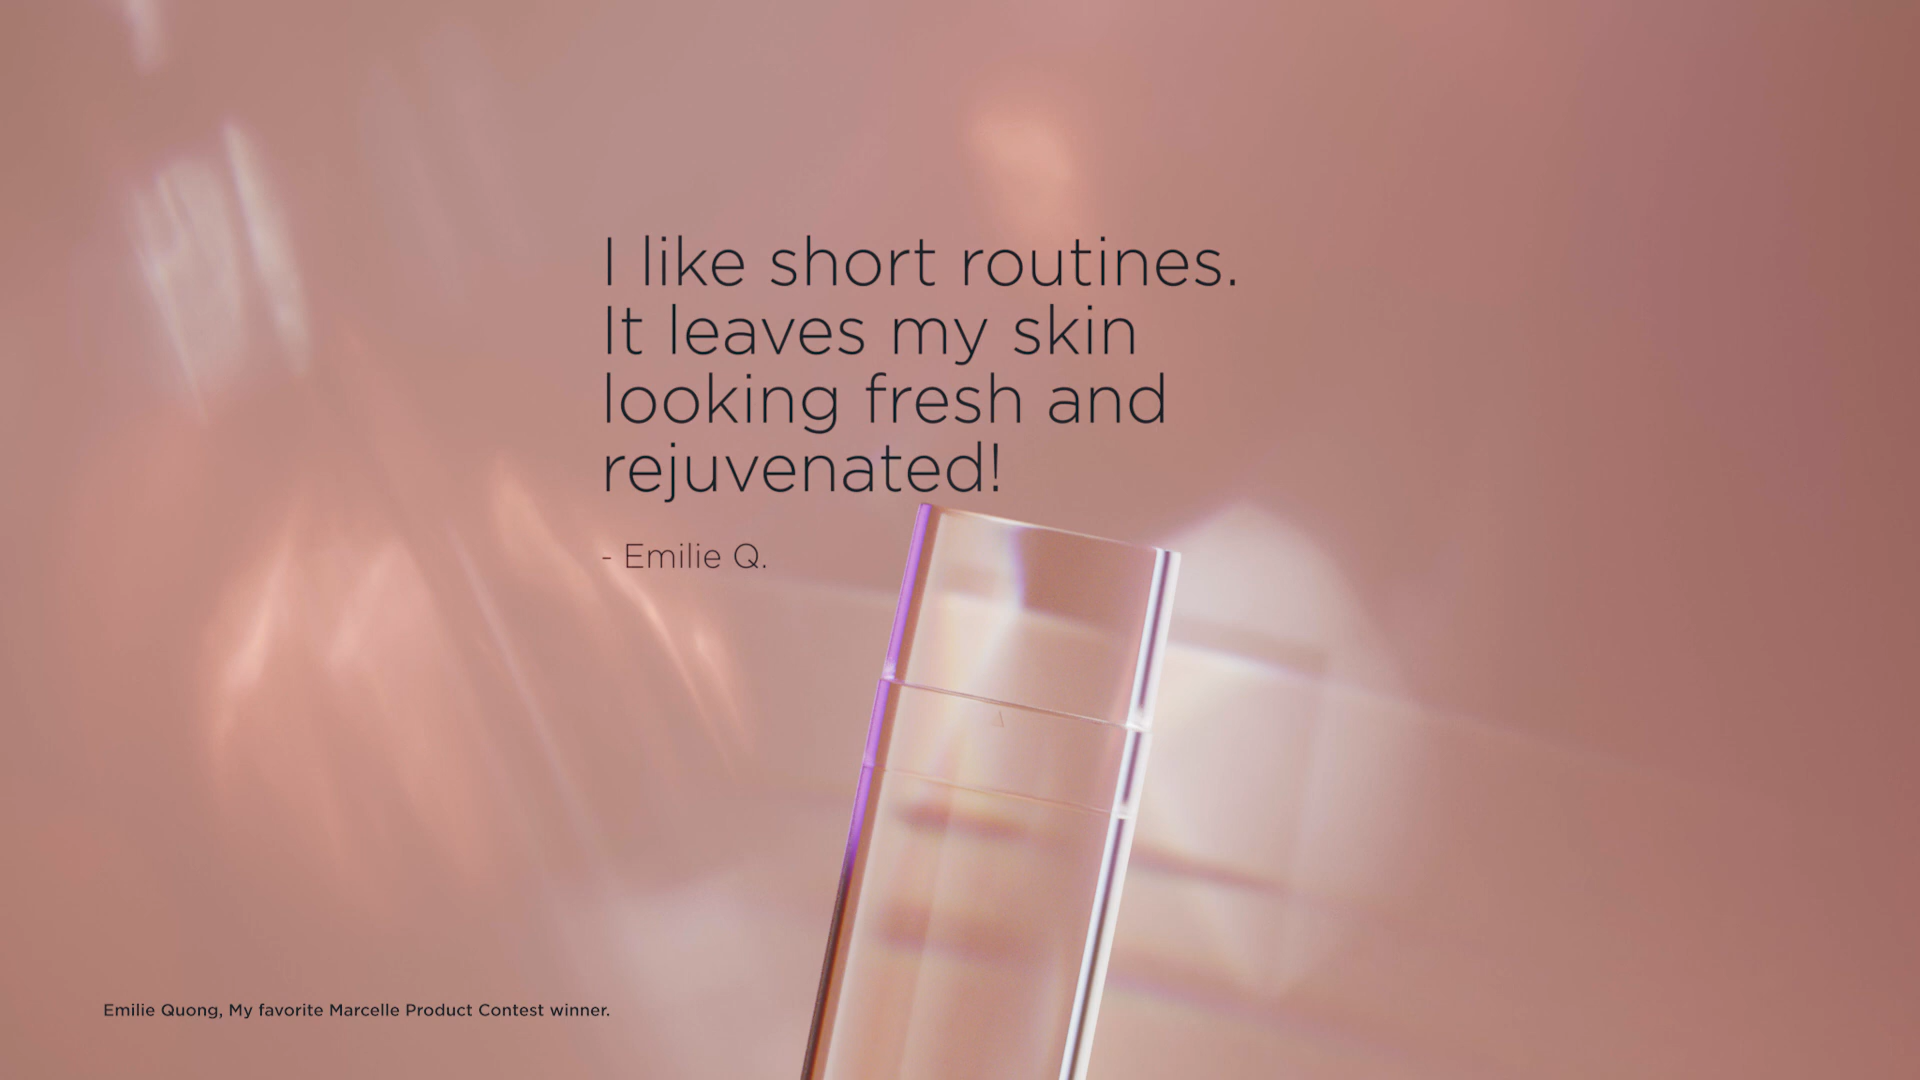 I like short routines.
It leaves my skin
looking fresh and
rejuvenated!
- Emilie Q.
Emilie Quong, My favorite Marcelle Product Contest winner.